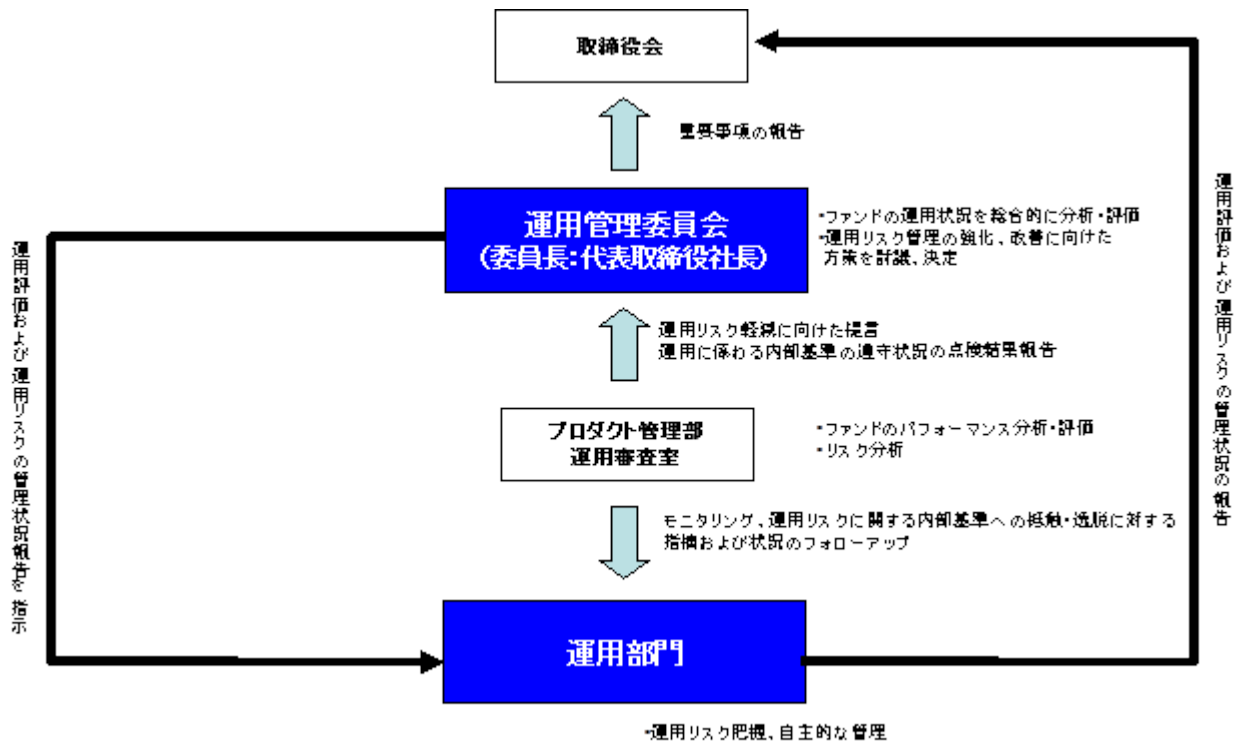 取締役会
重要事項の報告
運用管理委員会
(委員長:代表取締役社長)
・ファンドの運用状況を総合的に分析・評価
・運用リスク管理の強化、改善に向けた
方策を討議、決定
運用リスク軽減に向けた提言
運用に係わる内部基準の遵守状況の点検結果報告
プロダクト管理部
運用審査室
・ファンドのパフォーマンス分析・評価
・リスク分析
モニタリング、運用リスクに関する内部基準への抵触・逸脱に対する
指摘および状況のフォローアップ
運用部門
・運用リスク把握、自主的な管理
運用評価および運用リスクの管理状況報告を指示
運用評価および運用リスクの管理状況の報告